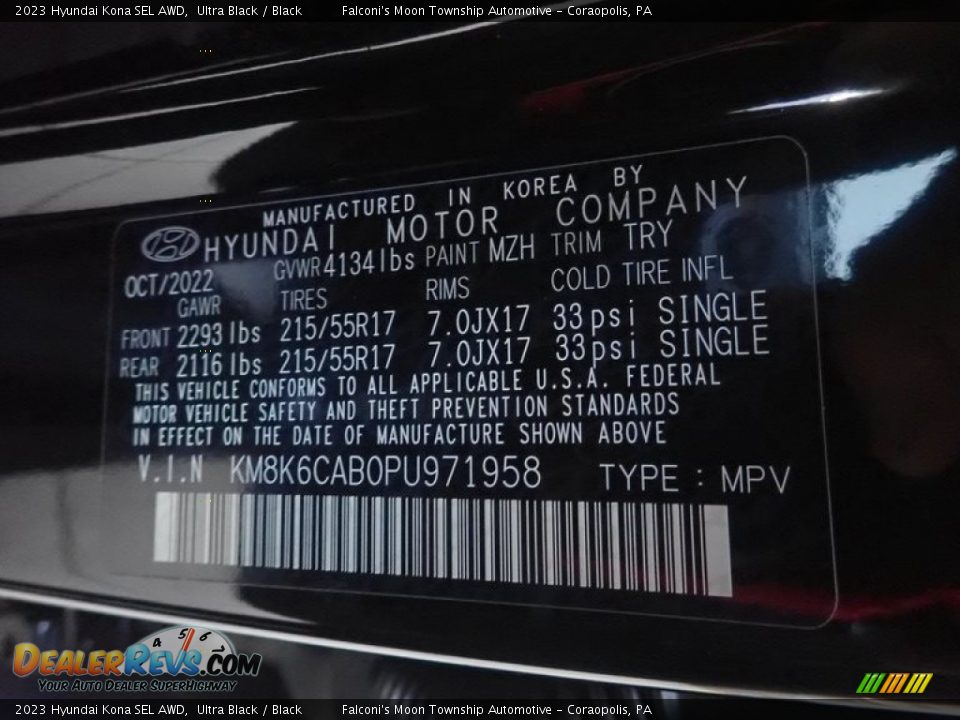 2023 Hyundai Kona SEL AWD, Ultra Black / Black Falconi's Moon Township Automotive - Coraopolis, PA
MANUFACTURED IN KOREA BY
HYUNDAI MOTOR COMPANY
OCT/2022 GVWR 4134 lbs PAINT MZH TRIM TRY
GAWR TIRES RIMS COLD TIRE INFL
FRONT 2293 lbs 215/55R17 7.0JX17 33psi SINGLE
REAR 2116 lbs 215/55R17 7.0JX17 33psi SINGLE
THIS VEHICLE CONFORMS TO ALL APPLICABLE U.S.A. FEDERAL
MOTOR VEHICLE SAFETY AND THEFT PREVENTION STANDARDS
IN EFFECT ON THE DATE OF MANUFACTURE SHOWN ABOVE
V.I.N KM8K6CAB0PU971958 TYPE : MPV
4 5 6 7
DEALERREVS.COM
YOUR AUTO DEALER SUPERHIGHWAY
2023 Hyundai Kona SEL AWD, Ultra Black / Black Falconi's Moon Township Automotive - Coraopolis, PA